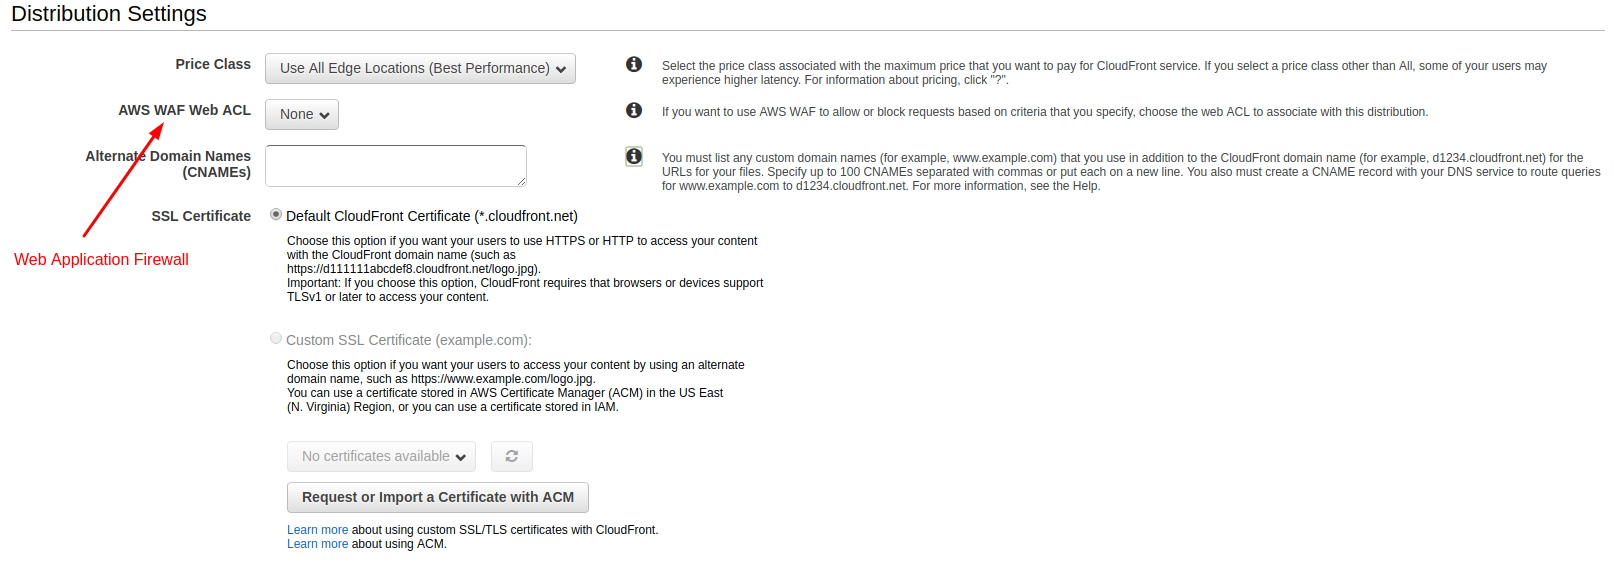 Distribution Settings
Price Class
Use All Edge Locations (Best Performance)
Select the price class associated with the maximum price that you want to pay for CloudFront service. If you select a price class other than All, some of your users may
experience higher latency. For information about pricing, click "?".
AWS WAF Web ACL
None
If you want to use AWS WAF to allow or block requests based on criteria that you specify, choose the web ACL to associate with this distribution.
Alternate Domain Names
(CNAMEs)
You must list any custom domain names (for example, www.example.com) that you use in addition to the CloudFront domain name (for example, d1234.cloudfront.net) for the
URLs for your files. Specify up to 100 CNAMEs separated with commas or put each on a new line. You also must create a CNAME record with your DNS service to route queries
for www.example.com to d1234.cloudfront.net. For more information, see the Help.
SSL Certificate
Default CloudFront Certificate (*.cloudfront.net)
Web Application Firewall
Choose this option if you want your users to use HTTPS or HTTP to access your content
with the CloudFront domain name (such as
https://d111111abcdef8.cloudfront.net/logo.jpg).
Important: If you choose this option, CloudFront requires that browsers or devices support
TLSv1 or later to access your content.
Custom SSL Certificate (example.com):
Choose this option if you want your users to access your content by using an alternate
domain name, such as https://www.example.com/logo.jpg.
You can use a certificate stored in AWS Certificate Manager (ACM) in the US East
(N. Virginia) Region, or you can use a certificate stored in IAM.
No certificates available
Request or Import a Certificate with ACM
Learn more about using custom SSL/TLS certificates with CloudFront.
Learn more about using ACM.